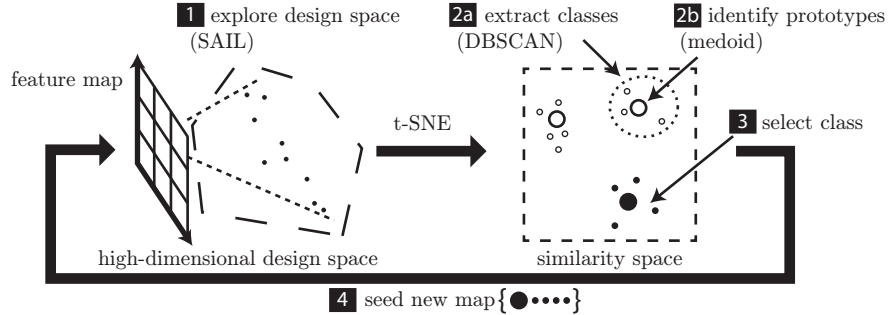 1 explore design space
(SAIL)
2a extract classes
(DBSCAN)
2b identify prototypes
(medoid)
feature map
t-SNE
3 select class
high-dimensional design space
similarity space
4 seed new map